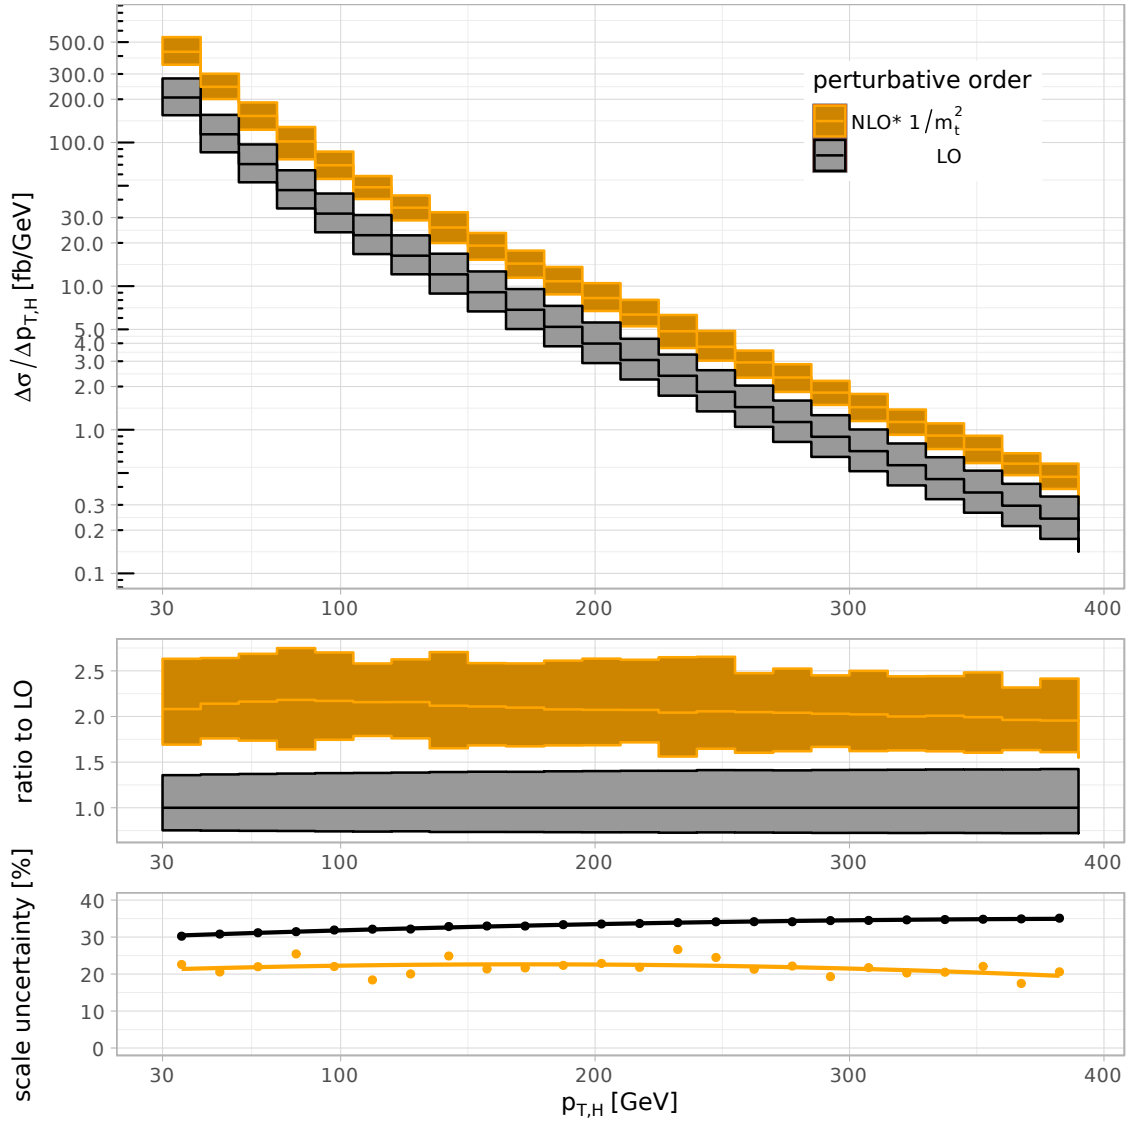 Δσ/Δp_T,H [fb/GeV]
500.0
300.0
200.0
100.0
30.0
20.0
10.0
5.0
4.0
3.0
2.0
1.0
0.3
0.2
0.1
perturbative order
NLO* 1/m_t^2
LO
30 100 200 300 400
ratio to LO
2.5
2.0
1.5
1.0
30 100 200 300 400
scale uncertainty [%]
40
30
20
10
0
30 100 200 300 400
p_T,H [GeV]